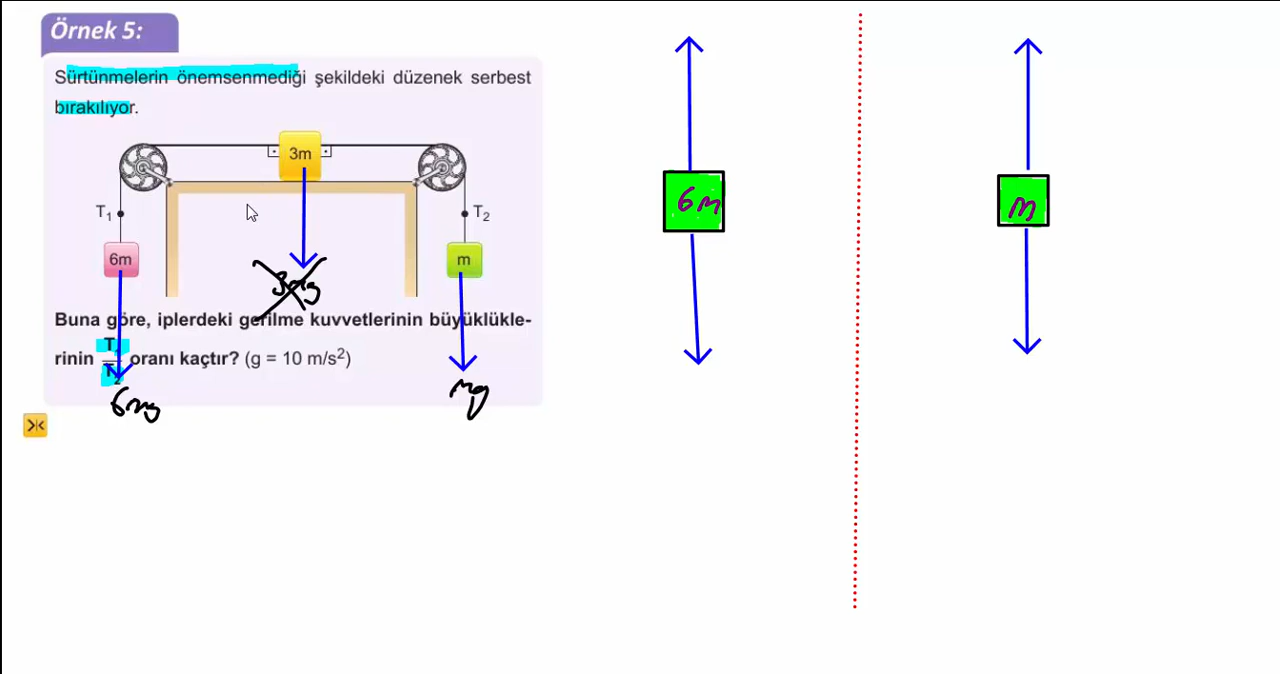 Örnek 5:
Sürtünmelerin önemsenmediği şekildeki düzenek serbest
bırakılıyor.
3m
T1
T2
6m
m
3mg
Buna göre, iplerdeki gerilme kuvvetlerinin büyüklükle-
rinin T1/T2 oranı kaçtır? (g = 10 m/s²)
6mg
mg
6m
m